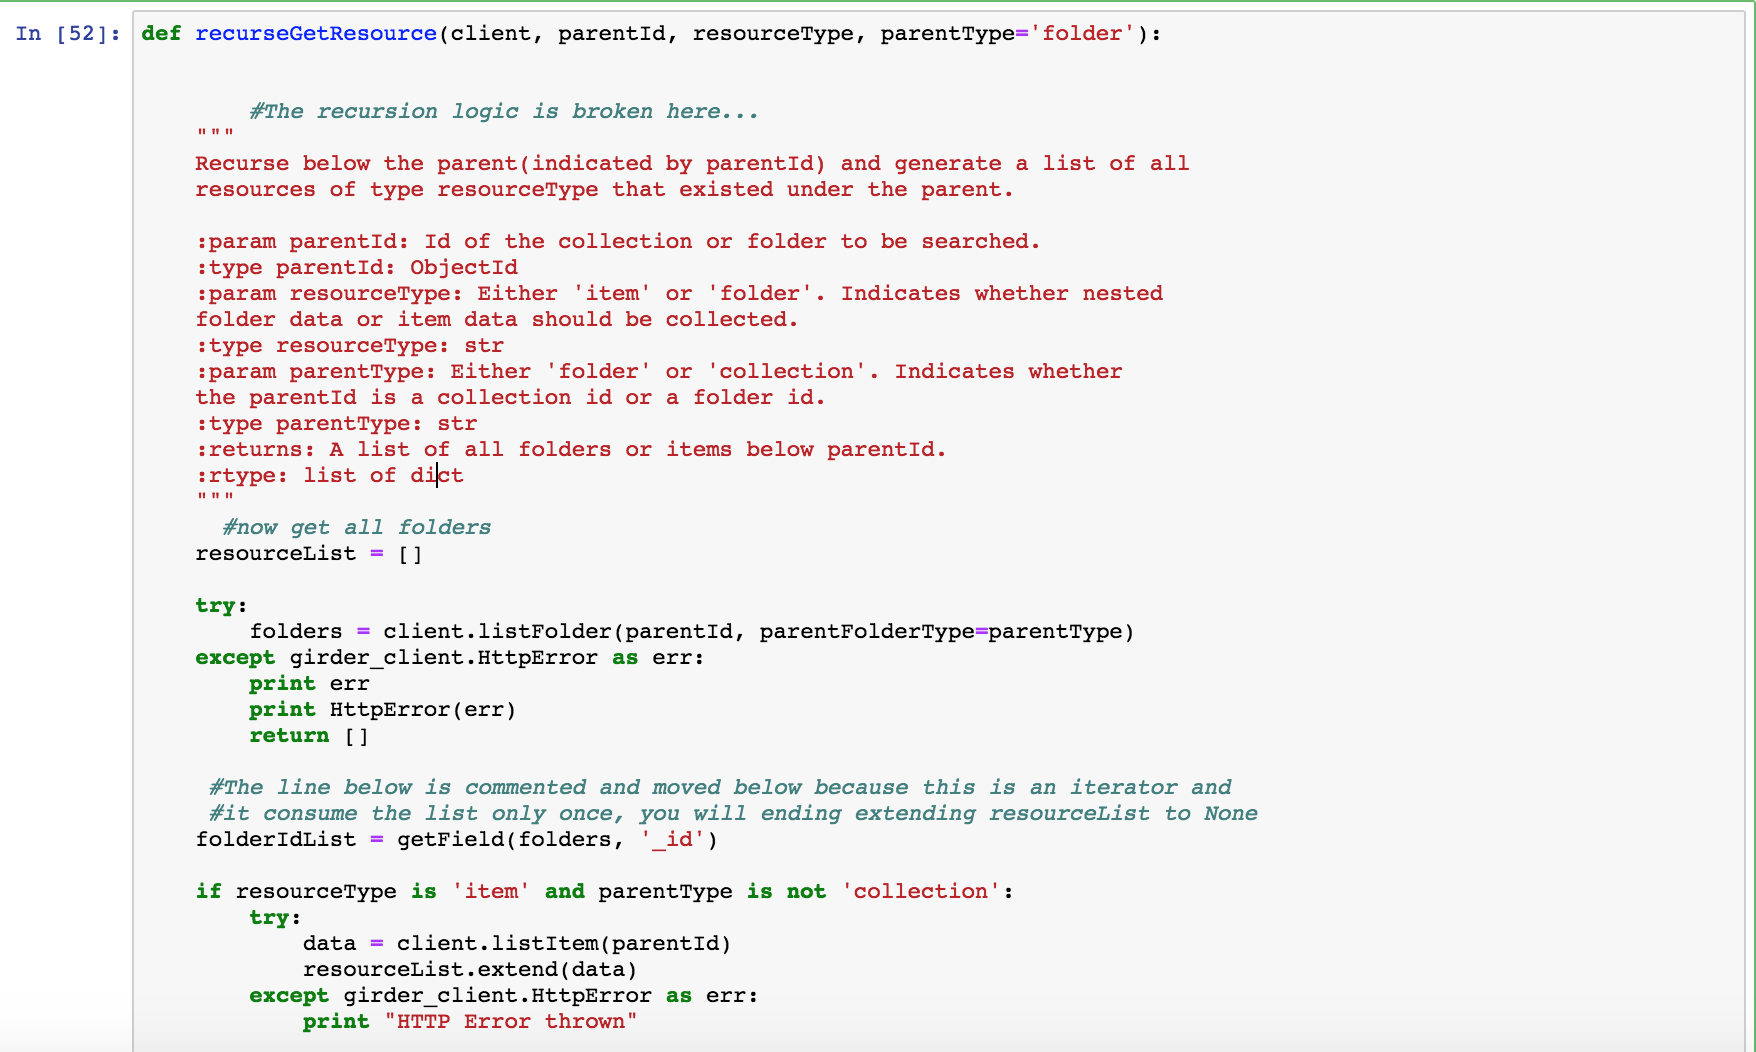 In [52]: def recurseGetResource(client, parentId, resourceType, parentType='folder'):
#The recursion logic is broken here...
"""
Recurse below the parent(indicated by parentId) and generate a list of all
resources of type resourceType that existed under the parent.
:param parentId: Id of the collection or folder to be searched.
:type parentId: ObjectId
:param resourceType: Either 'item' or 'folder'. Indicates whether nested
folder data or item data should be collected.
:type resourceType: str
:param parentType: Either 'folder' or 'collection'. Indicates whether
the parentId is a collection id or a folder id.
:type parentType: str
:returns: A list of all folders or items below parentId.
:rtype: list of dict
"""
#now get all folders
resourceList = []
try:
folders = client.listFolder(parentId, parentFolderType=parentType)
except girder_client.HttpError as err:
print err
print HttpError(err)
return []
#The line below is commented and moved below because this is an iterator and
#it consume the list only once, you will ending extending resourceList to None
folderIdList = getField(folders, '_id')
if resourceType is 'item' and parentType is not 'collection':
try:
data = client.listItem(parentId)
resourceList.extend(data)
except girder_client.HttpError as err:
print "HTTP Error thrown"